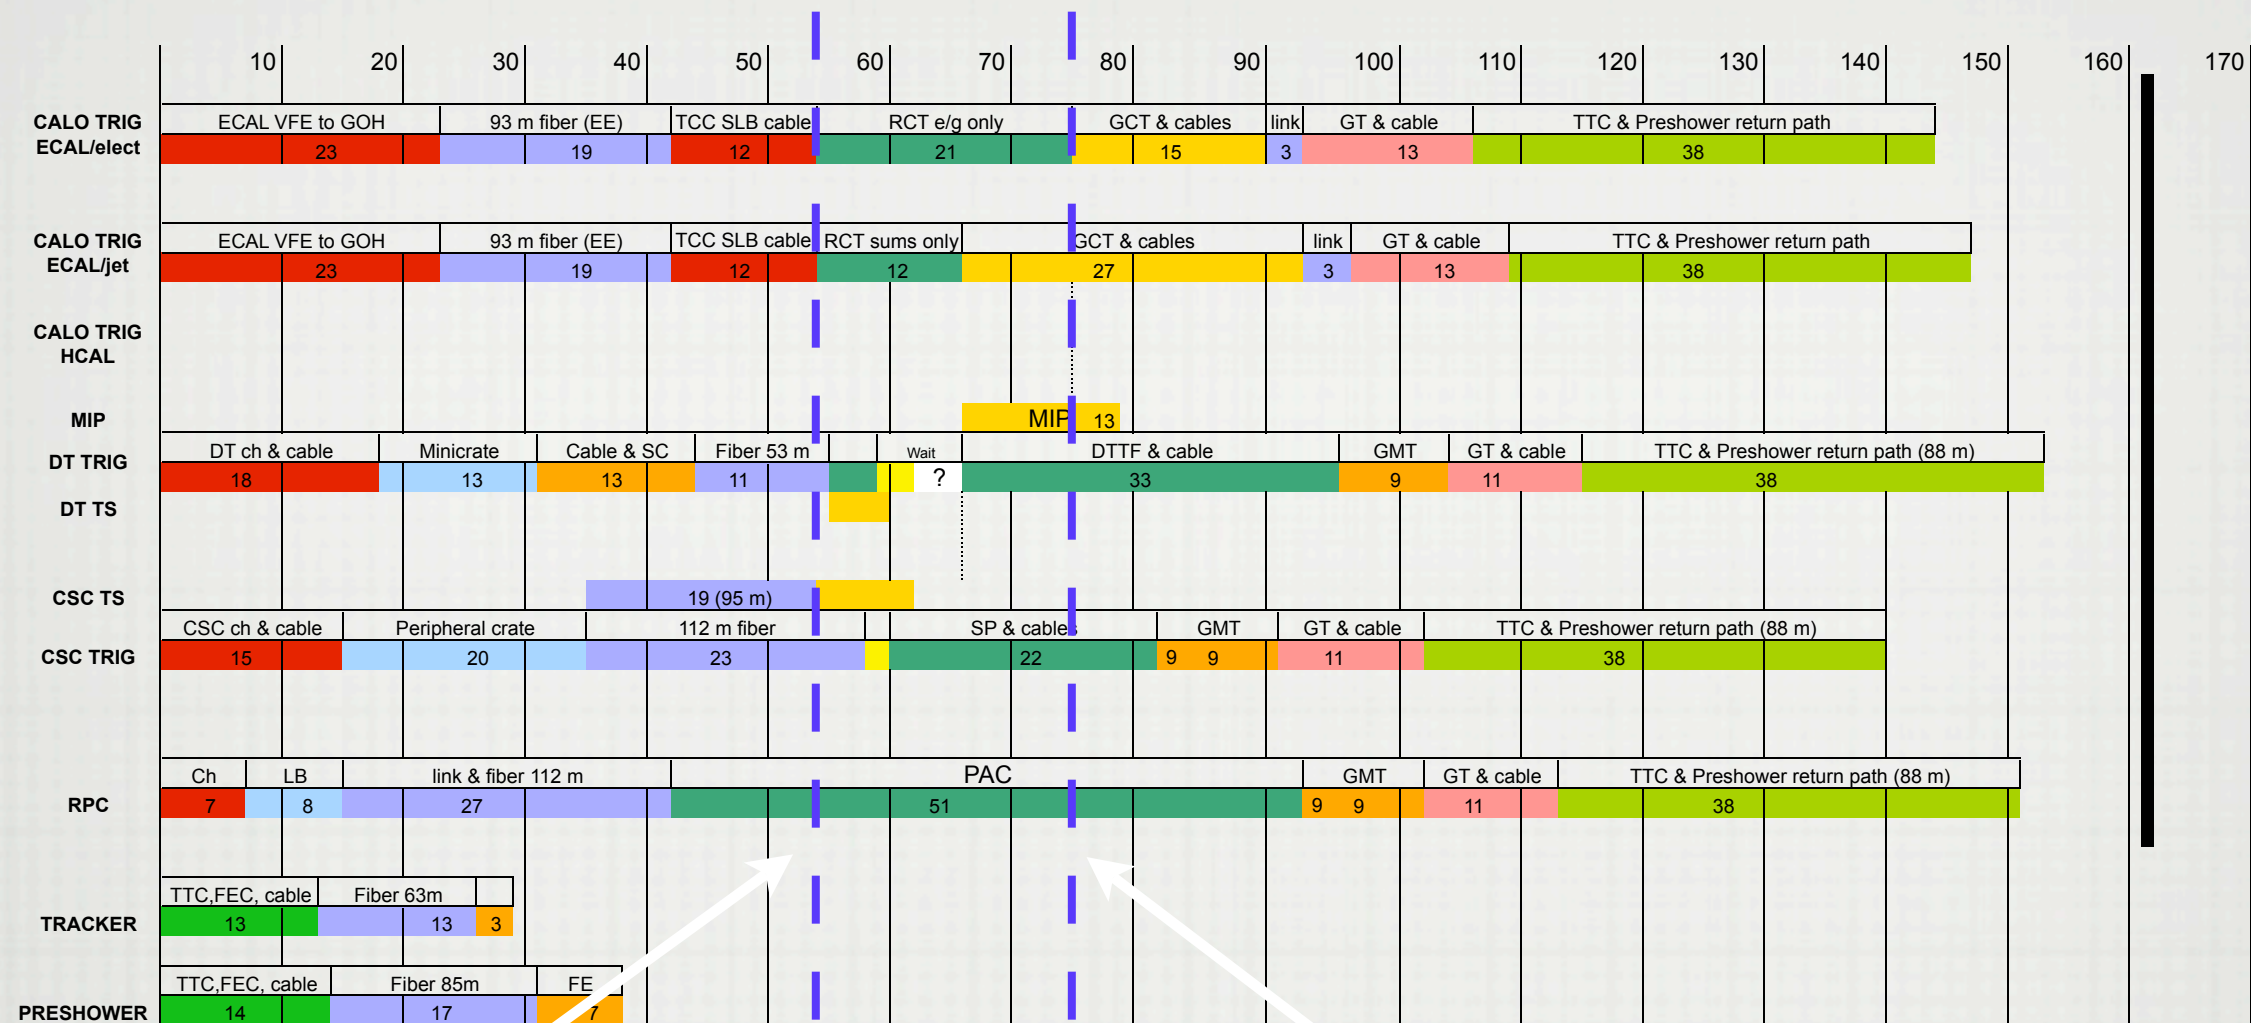 10 20 30 40 50 60 70 80 90 100 110 120 130 140 150 160 170
CALO TRIG
ECAL/elect
ECAL VFE to GOH 93 m fiber (EE) TCC SLB cable RCT e/g only GCT & cables link GT & cable TTC & Preshower return path
23 19 12 21 15 3 13 38
CALO TRIG
ECAL/jet
ECAL VFE to GOH 93 m fiber (EE) TCC SLB cable RCT sums only GCT & cables link GT & cable TTC & Preshower return path
23 19 12 12 27 3 13 38
CALO TRIG
HCAL
MIP
MIP 13
DT TRIG
DT ch & cable Minicrate Cable & SC Fiber 53 m Wait DTTF & cable GMT GT & cable TTC & Preshower return path (88 m)
18 13 13 11 ? 33 9 11 38
DT TS
CSC TS
19 (95 m)
CSC ch & cable Peripheral crate 112 m fiber SP & cables GMT GT & cable TTC & Preshower return path (88 m)
CSC TRIG
15 20 23 22 9 9 11 38
Ch LB link & fiber 112 m PAC GMT GT & cable TTC & Preshower return path (88 m)
RPC
7 8 27 51 9 9 11 38
TTC,FEC, cable Fiber 63m
TRACKER
13 13 3
TTC,FEC, cable Fiber 85m FE
PRESHOWER
14 17 7